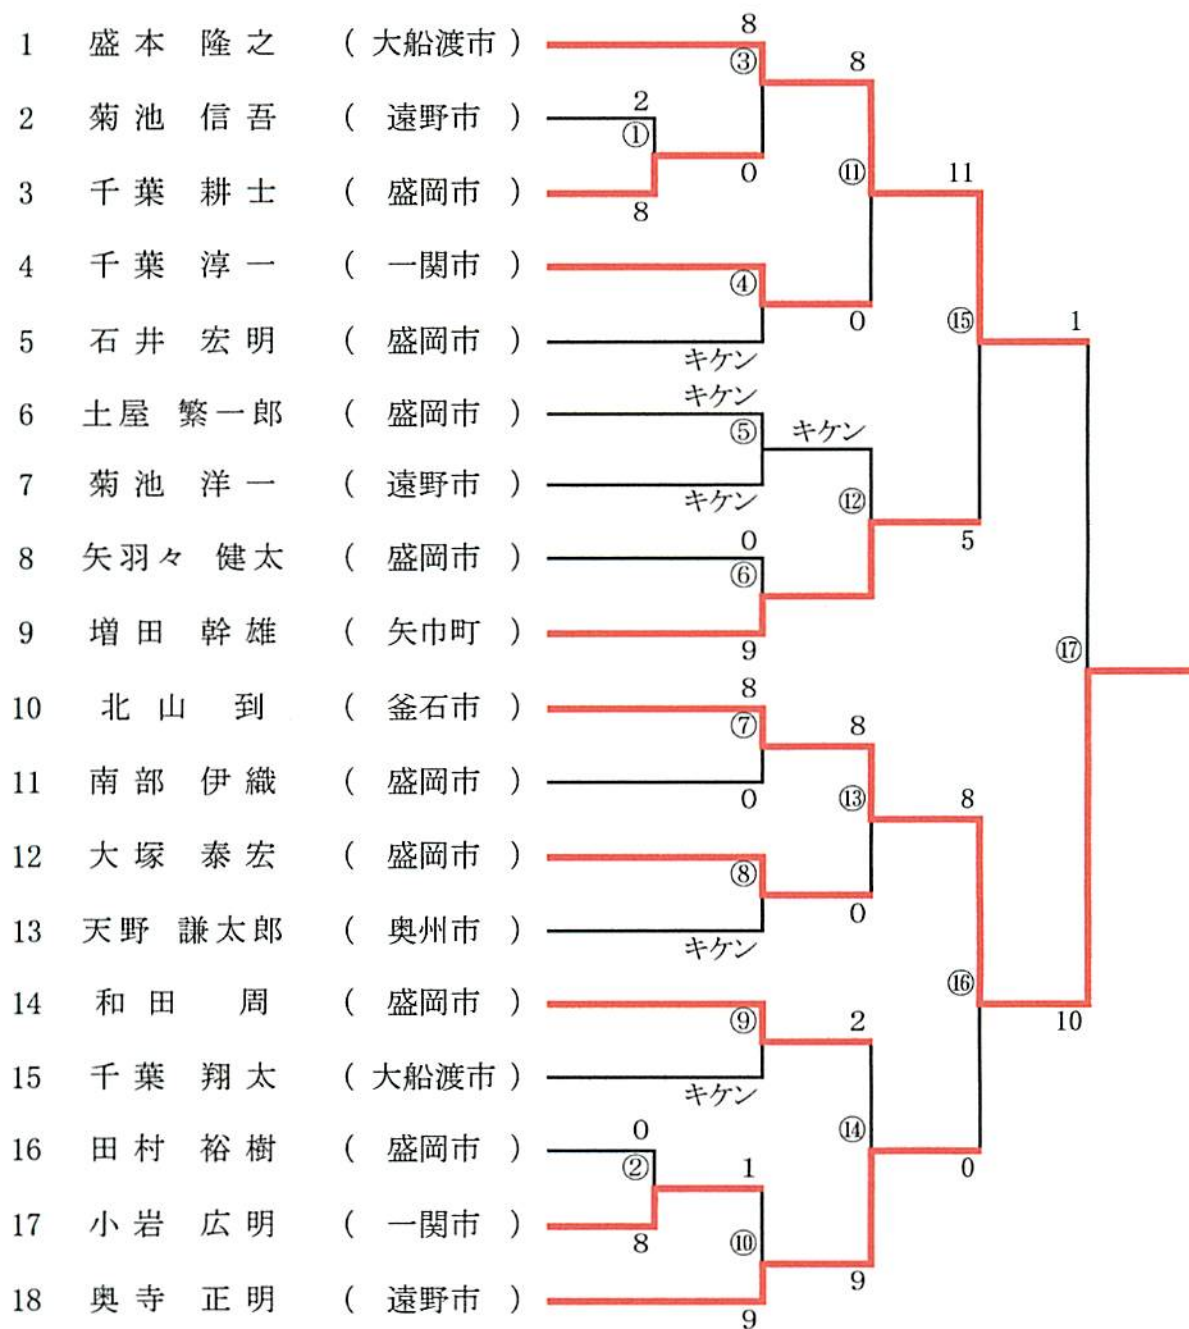 8
1 盛本 隆之 (大船渡市)
③ 8
2 菊池 信吾 (遠野市) 2
①
0 ⑪ 11
3 千葉 耕士 (盛岡市)
8
4 千葉 淳一 (一関市)
④
0 ⑮ 1
5 石井 宏明 (盛岡市)
キケン
キケン
6 土屋 繁一郎 (盛岡市)
⑤ キケン
7 菊池 洋一 (遠野市)
キケン ⑫
0 5
8 矢羽々 健太 (盛岡市)
⑥
9 増田 幹雄 (矢巾町)
9 ⑰
8
10 北山 到 (釜石市)
⑦ 8
11 南部 伊織 (盛岡市)
0 ⑬ 8
12 大塚 泰宏 (盛岡市)
⑧
0
13 天野 謙太郎 (奥州市)
キケン
⑯
14 和田 周 (盛岡市)
⑨ 2 10
15 千葉 翔太 (大船渡市)
キケン
0 ⑭
16 田村 裕樹 (盛岡市)
② 1 0
17 小岩 広明 (一関市)
8 ⑩
9
18 奥寺 正明 (遠野市)
9